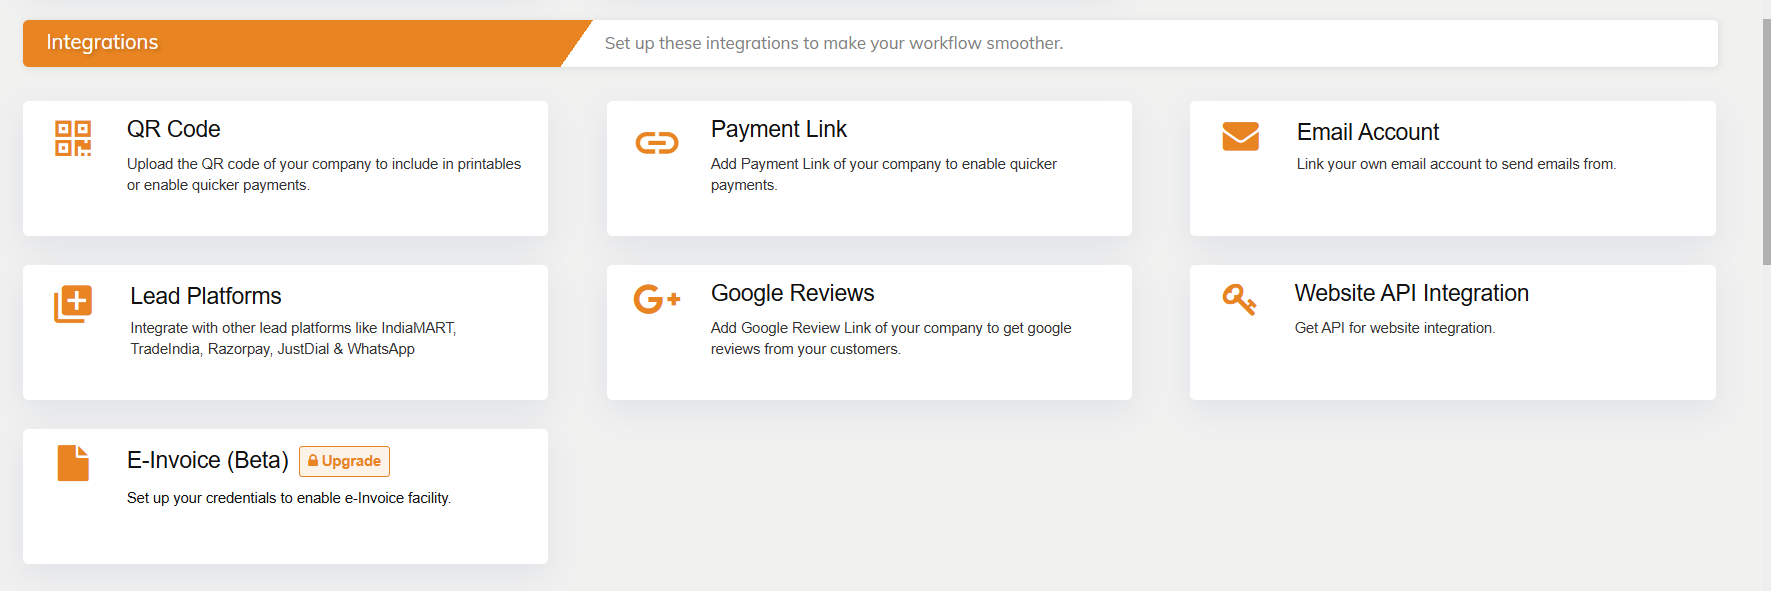 Integrations
Set up these integrations to make your workflow smoother.
QR Code
Upload the QR code of your company to include in printables
or enable quicker payments.
Payment Link
Add Payment Link of your company to enable quicker
payments.
Email Account
Link your own email account to send emails from.
Lead Platforms
Integrate with other lead platforms like IndiaMART,
TradeIndia, Razorpay, JustDial & WhatsApp
Google Reviews
Add Google Review Link of your company to get google
reviews from your customers.
Website API Integration
Get API for website integration.
E-Invoice (Beta) Upgrade
Set up your credentials to enable e-Invoice facility.